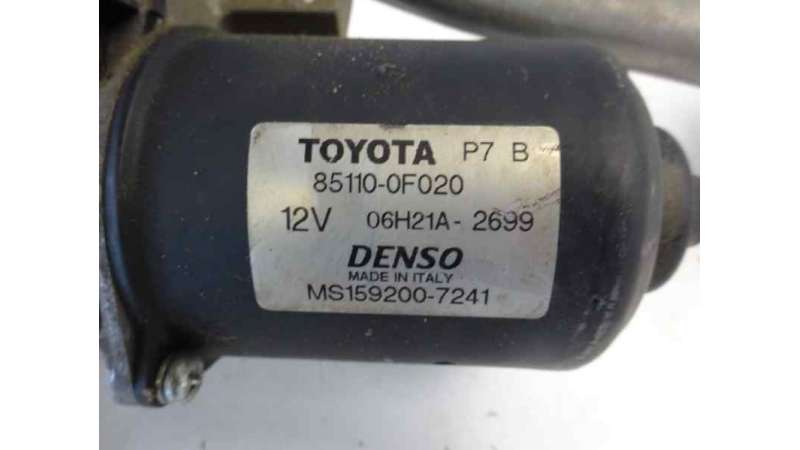 TOYOTA P7 B
85110-0F020
12V 06H21A-2699
DENSO
MADE IN ITALY
MS159200-7241